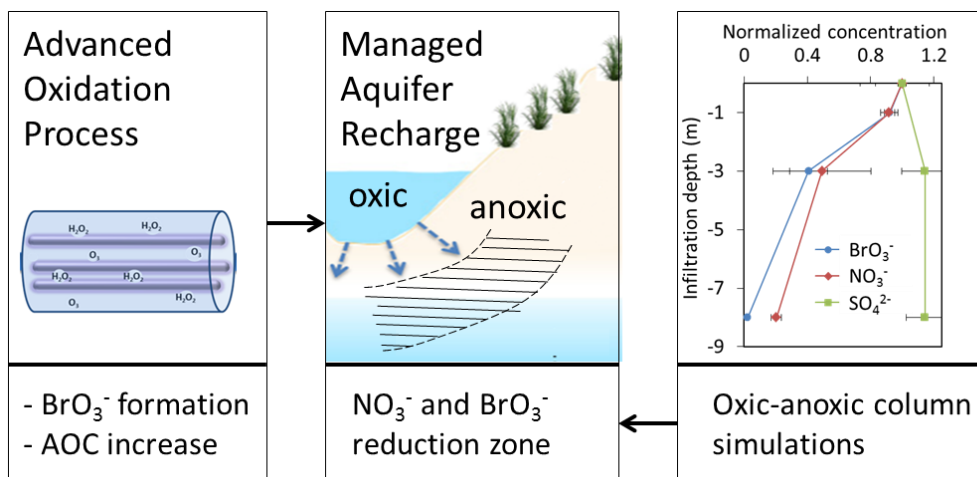 Advanced
Oxidation
Process
H₂O₂
H₂O₂
O₃
O₃
H₂O₂
H₂O₂
H₂O₂
O₃
- BrO₃⁻ formation
- AOC increase
Managed
Aquifer
Recharge
oxic
anoxic
NO₃⁻ and BrO₃⁻
reduction zone
Normalized concentration
0 0.4 0.8 1.2
Infiltration depth (m)
-1
-3
-5
-7
-9
BrO₃⁻
NO₃⁻
SO₄²⁻
Oxic-anoxic column
simulations